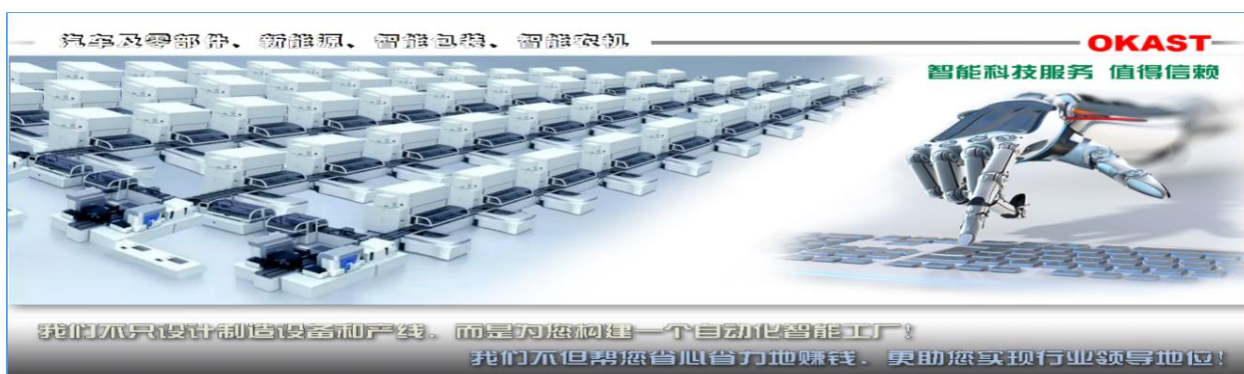 汽车及零部件、新能源、智能包装、智能农机
OKAST
智能科技服务 值得信赖
我们不只设计制造设备和产线，而是为您构建一个自动化智能工厂！
我们不但帮您省心省力地赚钱，更助您实现行业领导地位！